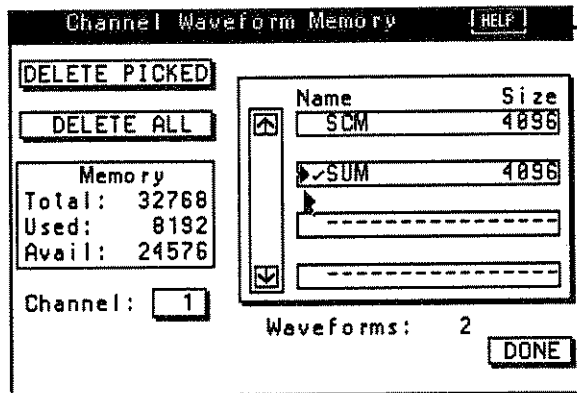 Channel Waveform Memory HELP
DELETE PICKED
DELETE ALL
Memory
Total: 32768
Used: 8192
Avail: 24576
Channel: 1
Name Size
SCM 4096
✓SUM 4096
---------------
---------------
Waveforms: 2
DONE